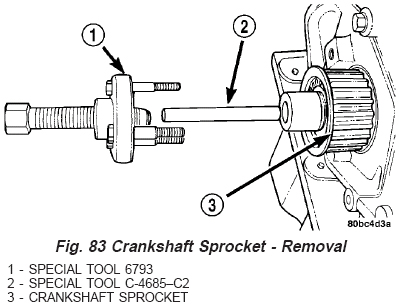 1
2
3
80bc4d3a
Fig. 83 Crankshaft Sprocket - Removal
1 - SPECIAL TOOL 6793
2 - SPECIAL TOOL C-4685–C2
3 - CRANKSHAFT SPROCKET